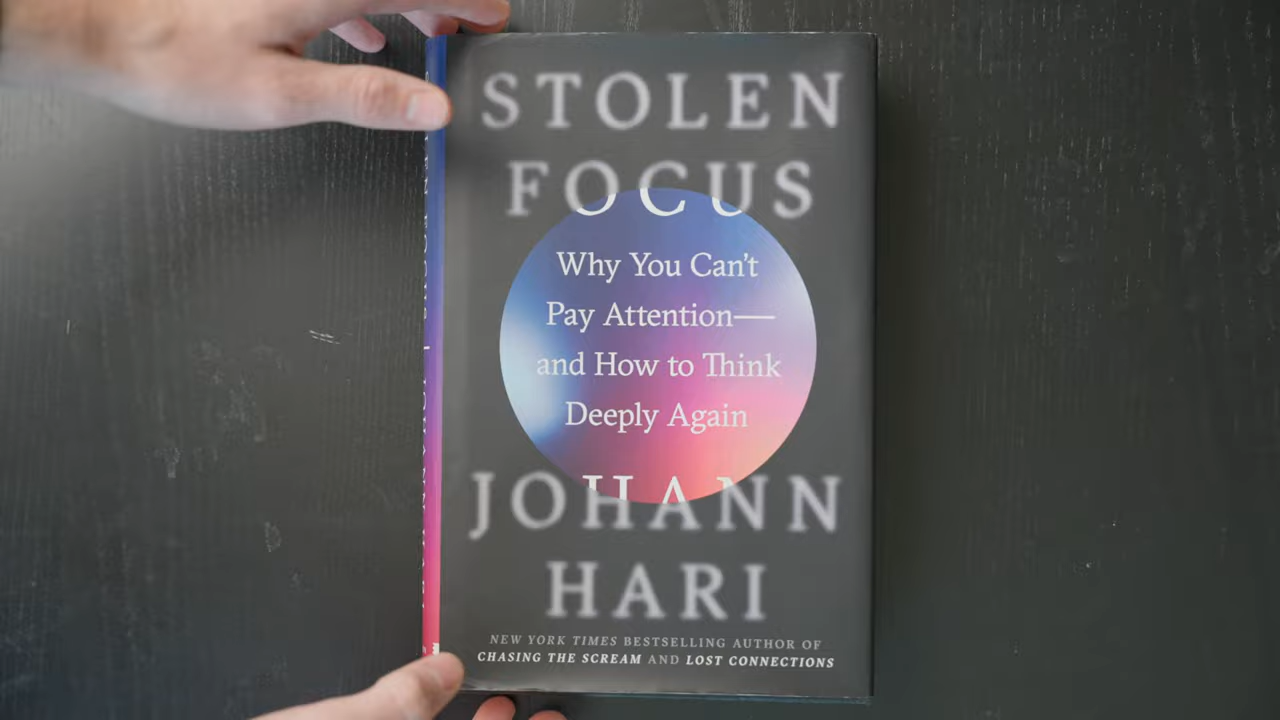 STOLEN
FOCUS
Why You Can't
Pay Attention—
and How to Think
Deeply Again
JOHANN
HARI
NEW YORK TIMES BESTSELLING AUTHOR OF
CHASING THE SCREAM AND LOST CONNECTIONS